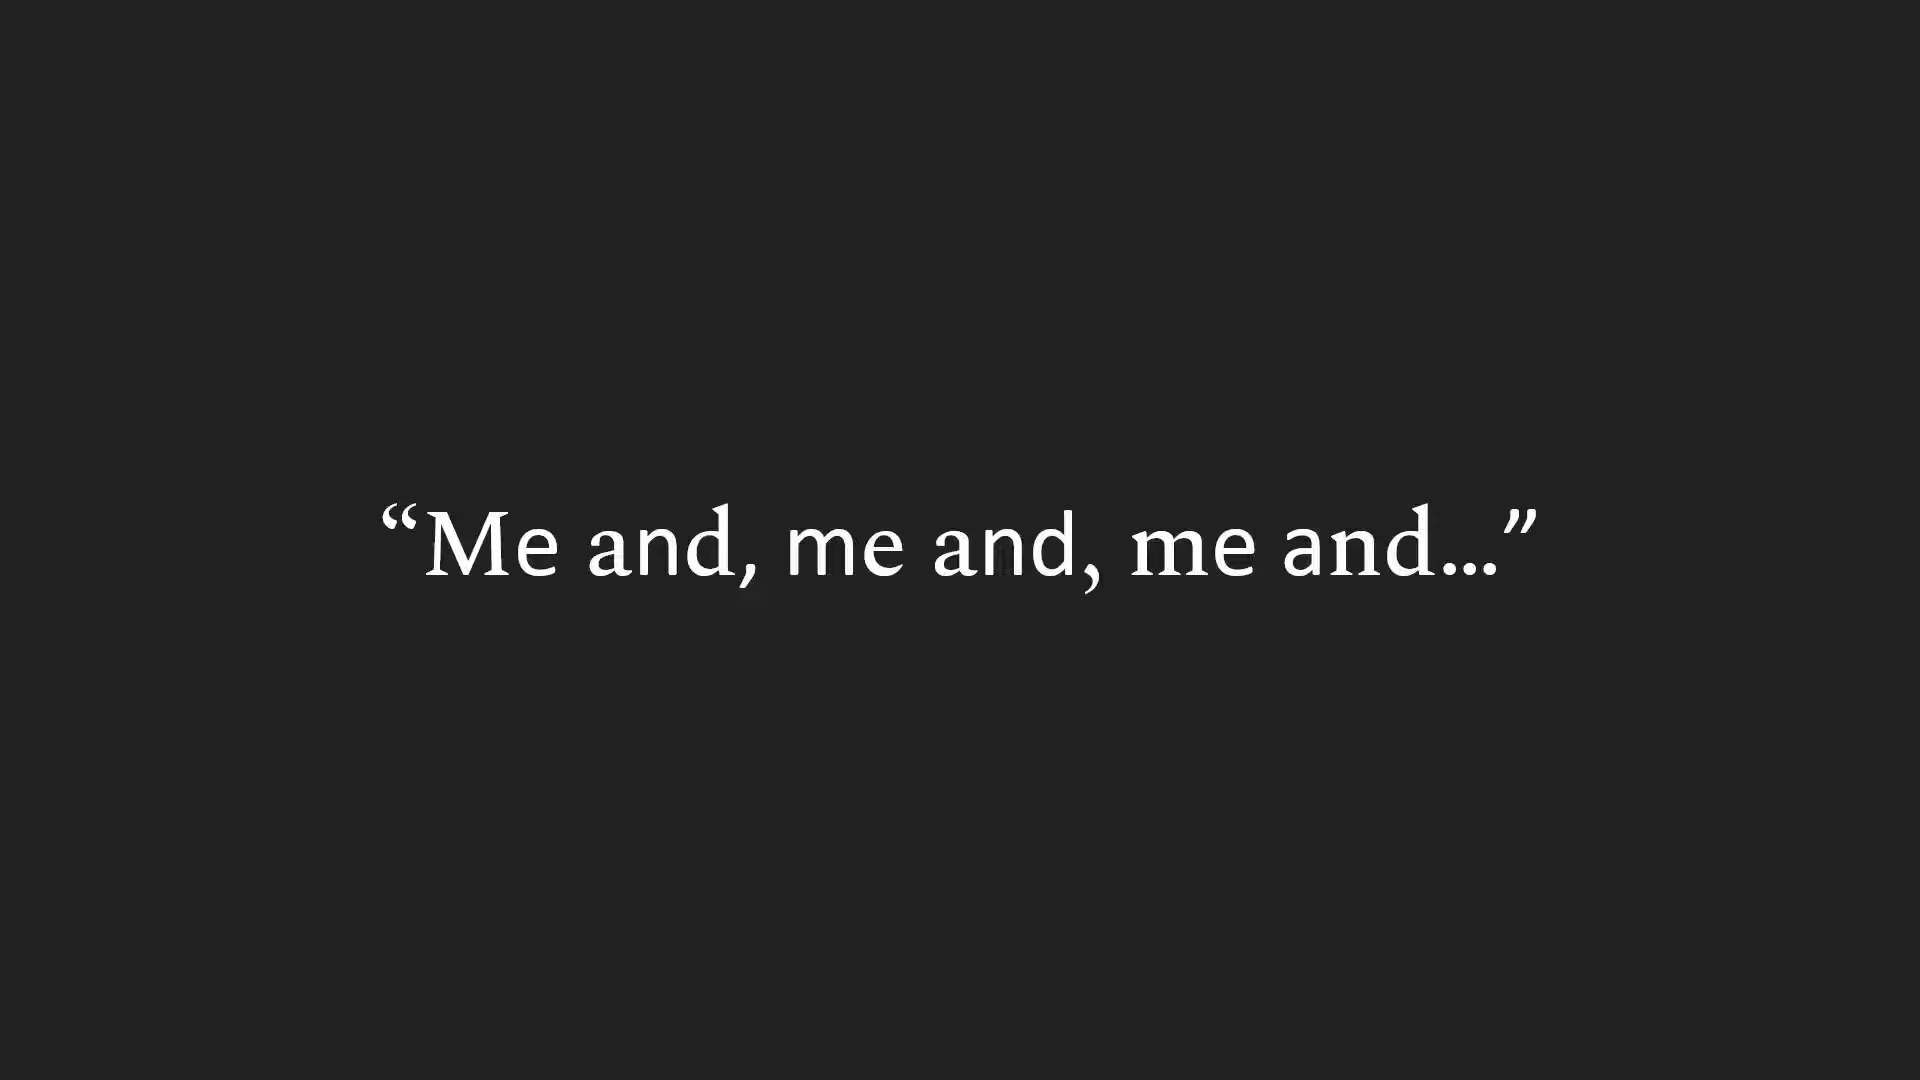 “Me and, me and, me and…”